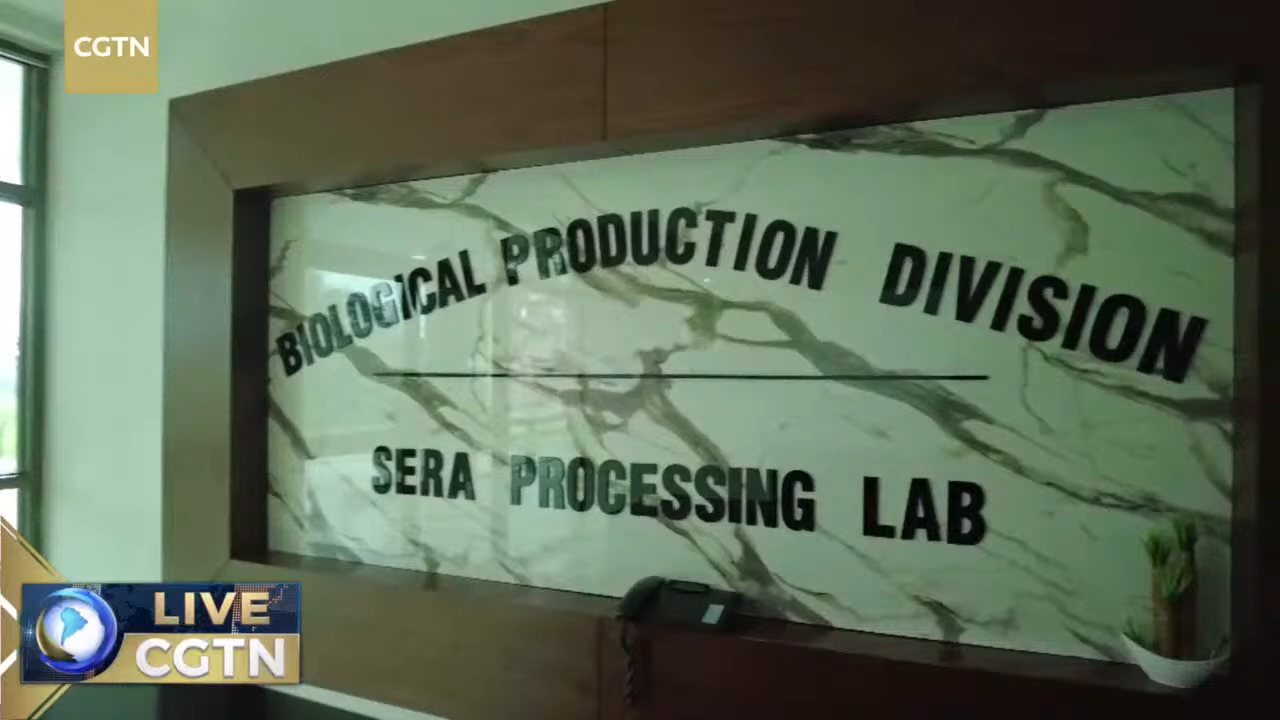 CGTN
BIOLOGICAL PRODUCTION DIVISION
SERA PROCESSING LAB
LIVE
CGTN